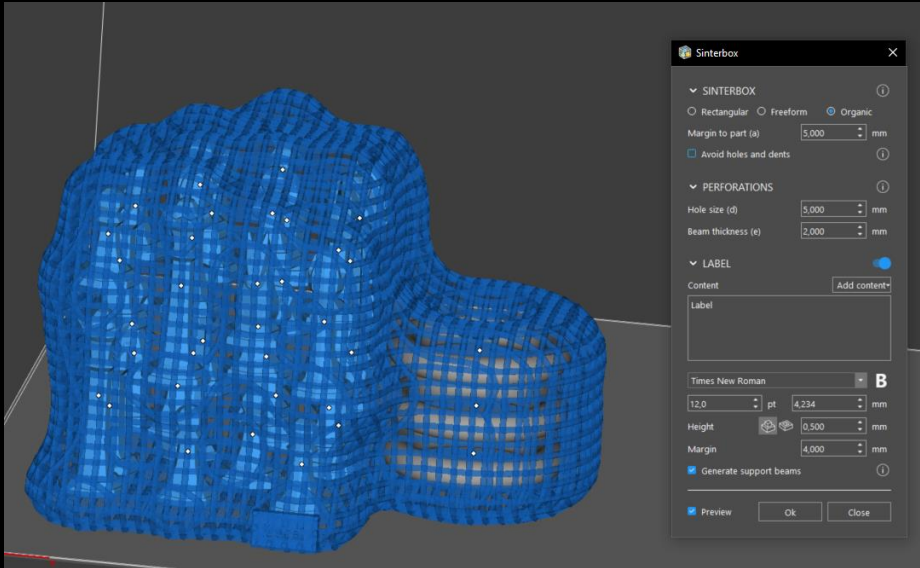 Sinterbox
SINTERBOX
Rectangular Freeform Organic
Margin to part (a) 5,000 mm
Avoid holes and dents
PERFORATIONS
Hole size (d) 5,000 mm
Beam thickness (e) 2,000 mm
LABEL
Content Add content
Label
Times New Roman B
12,0 pt 4,234 mm
Height 0,500 mm
Margin 4,000 mm
Generate support beams
Preview Ok Close